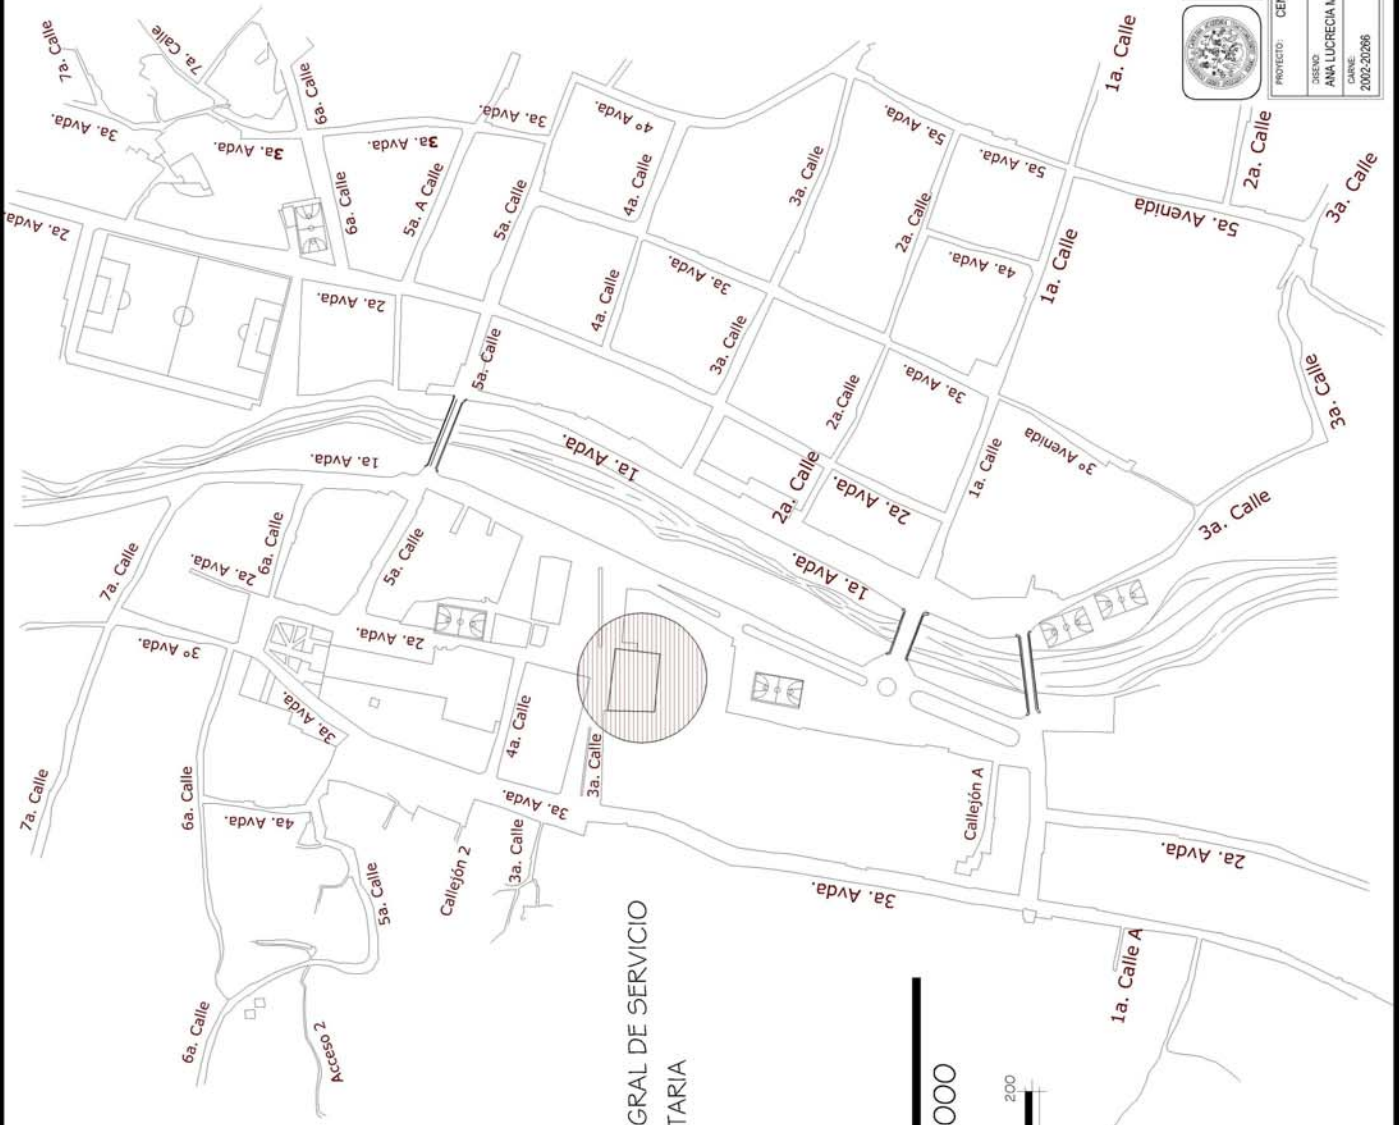 7a. Calle
7a. Calle
6a. Calle
3a. Avda.
3a. Avda.
3a. Avda.
3a. Avda.
4º Avda.
5a. Avda.
5a. Avda.
1a. Calle
2a. Calle
3a. Calle
5a. Avenida
2a. Avda.
6a. Calle
5a. A Calle
5a. Calle
4a. Calle
3a. Calle
2a. Calle
4a. Avda.
1a. Calle
2a. Avda.
4a. Calle
3a. Avda.
3a. Calle
5a. Calle
2a.Calle
3a. Avda.
3a. Calle
1a. Avda.
1a. Avda.
2a. Calle
2a. Avda.
1a. Calle
3º Avenida
3a. Calle
7a. Calle
2a. Avda.
6a. Calle
5a. Calle
1a. Avda.
3º Avda.
2a. Avda.
3a. Avda.
4a. Calle
3a. Calle
7a. Calle
6a. Calle
4a. Avda.
3a. Avda.
Callejón A
5a. Calle
Callejón 2
3a. Calle
3a. Avda.
2a. Avda.
1a. Calle A
6a. Calle
Acceso 2
GRAL DE SERVICIO
TARIA
000
200
PROYECTO: CEN
DISENO:
ANA LUCRECIA M
CARNE:
2002-20266